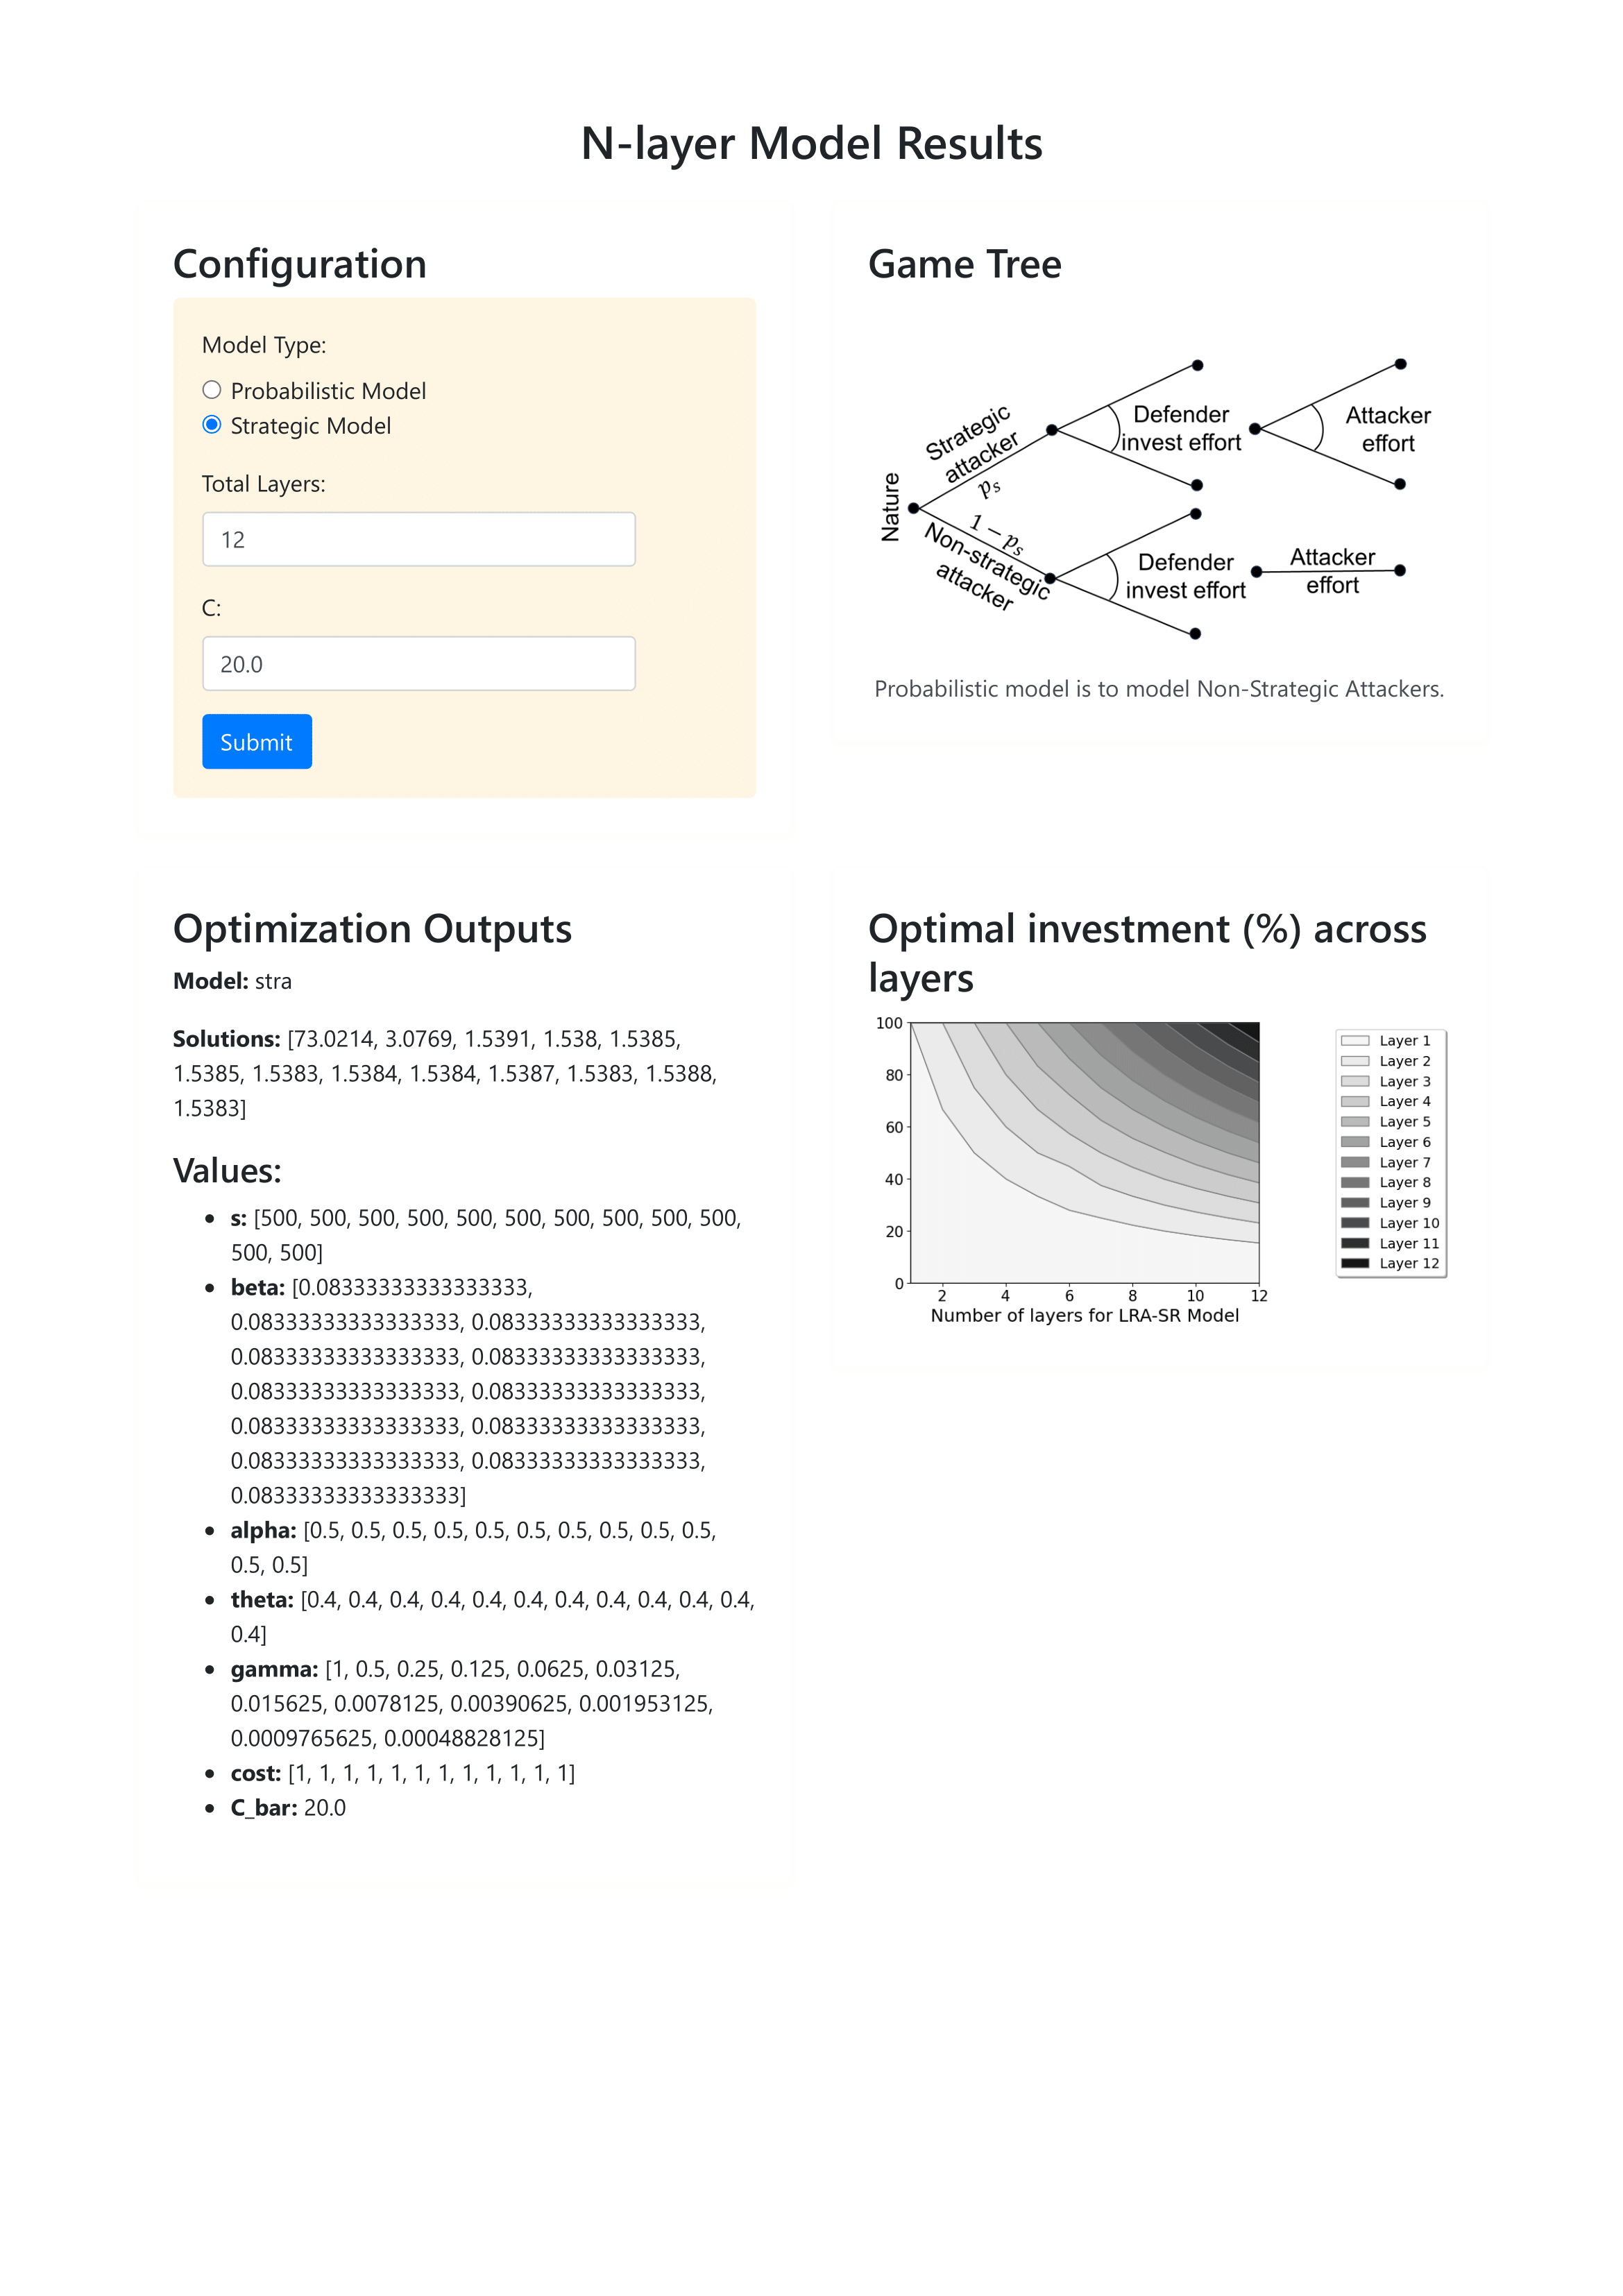 N-layer Model Results
Configuration
Model Type:
Probabilistic Model
Strategic Model
Total Layers:
12
C:
20.0
Submit
Game Tree
Nature
Strategic
attacker
pₛ
1 − pₛ
Non-strategic
attacker
Defender
invest effort
Attacker
effort
Defender
invest effort
Attacker
effort
Probabilistic model is to model Non-Strategic Attackers.
Optimization Outputs
Model: stra
Solutions: [73.0214, 3.0769, 1.5391, 1.538, 1.5385,
1.5385, 1.5383, 1.5384, 1.5384, 1.5387, 1.5383, 1.5388,
1.5383]
Values:
• s: [500, 500, 500, 500, 500, 500, 500, 500, 500, 500,
500, 500]
• beta: [0.08333333333333333,
0.08333333333333333, 0.08333333333333333,
0.08333333333333333, 0.08333333333333333,
0.08333333333333333, 0.08333333333333333,
0.08333333333333333, 0.08333333333333333,
0.08333333333333333, 0.08333333333333333,
0.08333333333333333]
• alpha: [0.5, 0.5, 0.5, 0.5, 0.5, 0.5, 0.5, 0.5, 0.5, 0.5,
0.5, 0.5]
• theta: [0.4, 0.4, 0.4, 0.4, 0.4, 0.4, 0.4, 0.4, 0.4, 0.4, 0.4,
0.4]
• gamma: [1, 0.5, 0.25, 0.125, 0.0625, 0.03125,
0.015625, 0.0078125, 0.00390625, 0.001953125,
0.0009765625, 0.00048828125]
• cost: [1, 1, 1, 1, 1, 1, 1, 1, 1, 1, 1, 1]
• C_bar: 20.0
Optimal investment (%) across
layers
100
80
60
40
20
0
2 4 6 8 10 12
Number of layers for LRA-SR Model
Layer 1
Layer 2
Layer 3
Layer 4
Layer 5
Layer 6
Layer 7
Layer 8
Layer 9
Layer 10
Layer 11
Layer 12